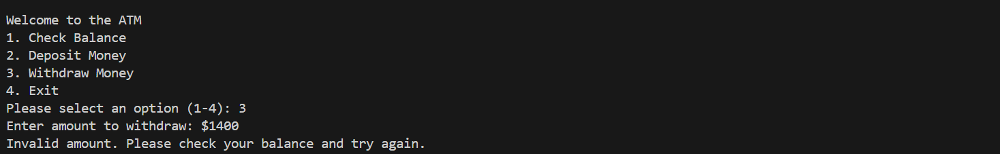 Welcome to the ATM
1. Check Balance
2. Deposit Money
3. Withdraw Money
4. Exit
Please select an option (1-4): 3
Enter amount to withdraw: $1400
Invalid amount. Please check your balance and try again.